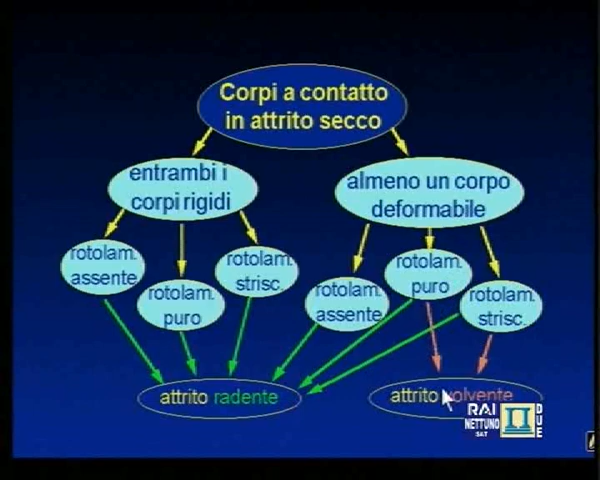 Corpi a contatto
in attrito secco
entrambi i
corpi rigidi
almeno un corpo
deformabile
rotolam.
assente
rotolam.
puro
rotolam.
strisc.
rotolam.
assente
rotolam.
puro
rotolam.
strisc.
attrito radente
attrito volvente
RAI
NETTUNO
SAT
DUE